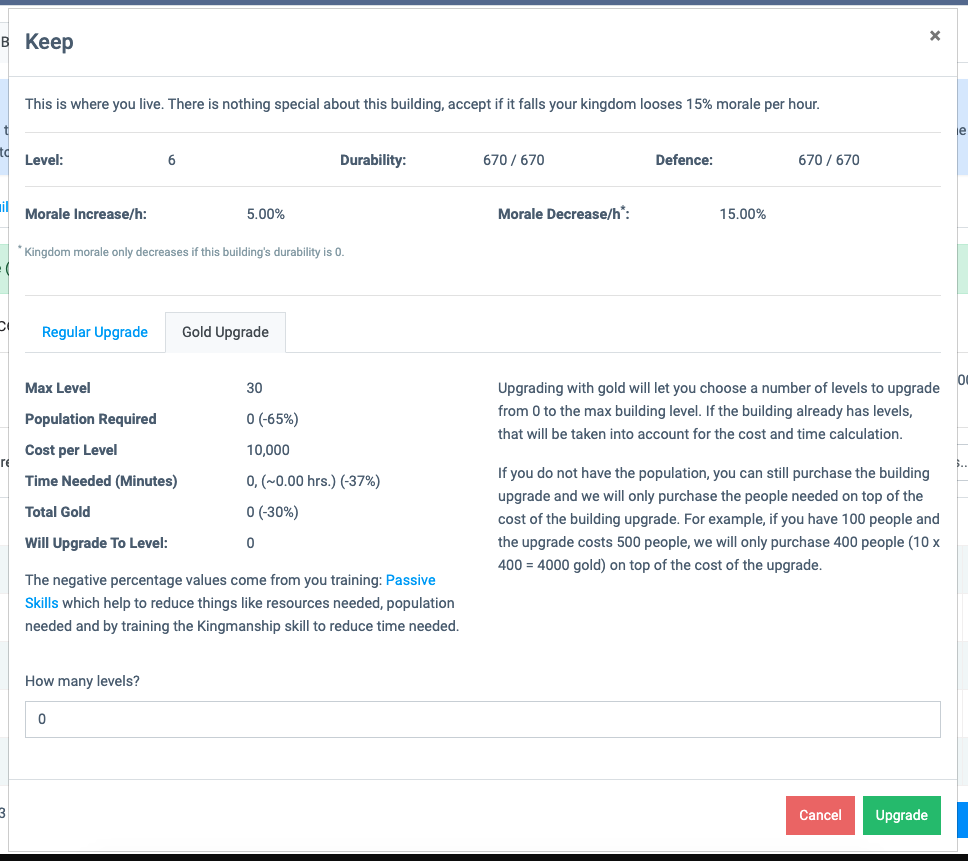 Keep
×
This is where you live. There is nothing special about this building, accept if it falls your kingdom looses 15% morale per hour.
Level: 6 Durability: 670 / 670 Defence: 670 / 670
Morale Increase/h: 5.00% Morale Decrease/h*: 15.00%
* Kingdom morale only decreases if this building's durability is 0.
Regular Upgrade Gold Upgrade
Max Level 30
Population Required 0 (-65%)
Cost per Level 10,000
Time Needed (Minutes) 0, (~0.00 hrs.) (-37%)
Total Gold 0 (-30%)
Will Upgrade To Level: 0
The negative percentage values come from you training: Passive
Skills which help to reduce things like resources needed, population
needed and by training the Kingmanship skill to reduce time needed.
Upgrading with gold will let you choose a number of levels to upgrade
from 0 to the max building level. If the building already has levels,
that will be taken into account for the cost and time calculation.
If you do not have the population, you can still purchase the building
upgrade and we will only purchase the people needed on top of the
cost of the building upgrade. For example, if you have 100 people and
the upgrade costs 500 people, we will only purchase 400 people (10 x
400 = 4000 gold) on top of the cost of the upgrade.
How many levels?
0
Cancel Upgrade